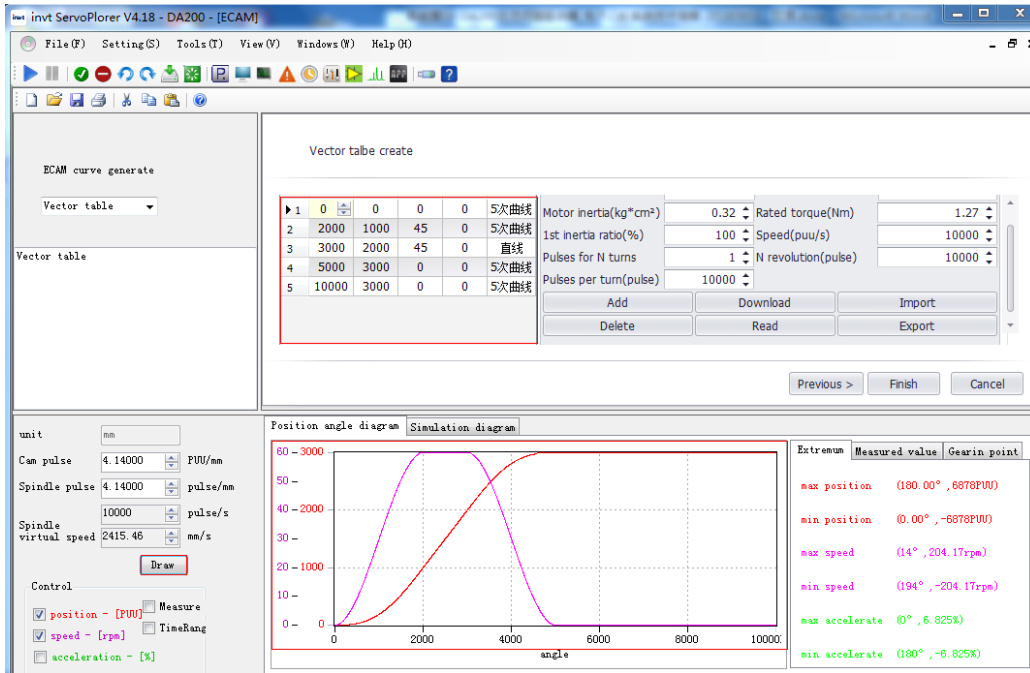 invt ServoPlorer V4.18 - DA200 - [ECAM]
File(F) Setting(S) Tools(T) View(V) Windows(W) Help(H)
ECAM curve generate
Vector table
Vector table
Vector talbe create
1 0 0 0 0 5次曲线
2 2000 1000 45 0 5次曲线
3 3000 2000 45 0 直线
4 5000 3000 0 0 5次曲线
5 10000 3000 0 0 5次曲线
Motor inertia(kg*cm²) 0.32 Rated torque(Nm) 1.27
1st inertia ratio(%) 100 Speed(puu/s) 10000
Pulses for N turns 1 N revolution(pulse) 10000
Pulses per turn(pulse) 10000
Add Download Import
Delete Read Export
Previous > Finish Cancel
unit mm
Cam pulse 4.14000 PUU/mm
Spindle pulse 4.14000 pulse/mm
10000 pulse/s
Spindle
virtual speed 2415.46 mm/s
Draw
Control
position - [PUU] Measure
speed - [rpm] TimeRang
acceleration - [%]
Position angle diagram Simulation diagram
60 3000
50
40 2000
30
20 1000
10
0 0
0 2000 4000 6000 8000 10000
angle
Extremum Measured value Gearin point
max position (180.00° ,6878PUU)
min position (0.00° ,-6878PUU)
max speed (14° ,204.17rpm)
min speed (194° ,-204.17rpm)
max accelerate (0° ,6.825%)
min accelerate (180° ,-6.825%)